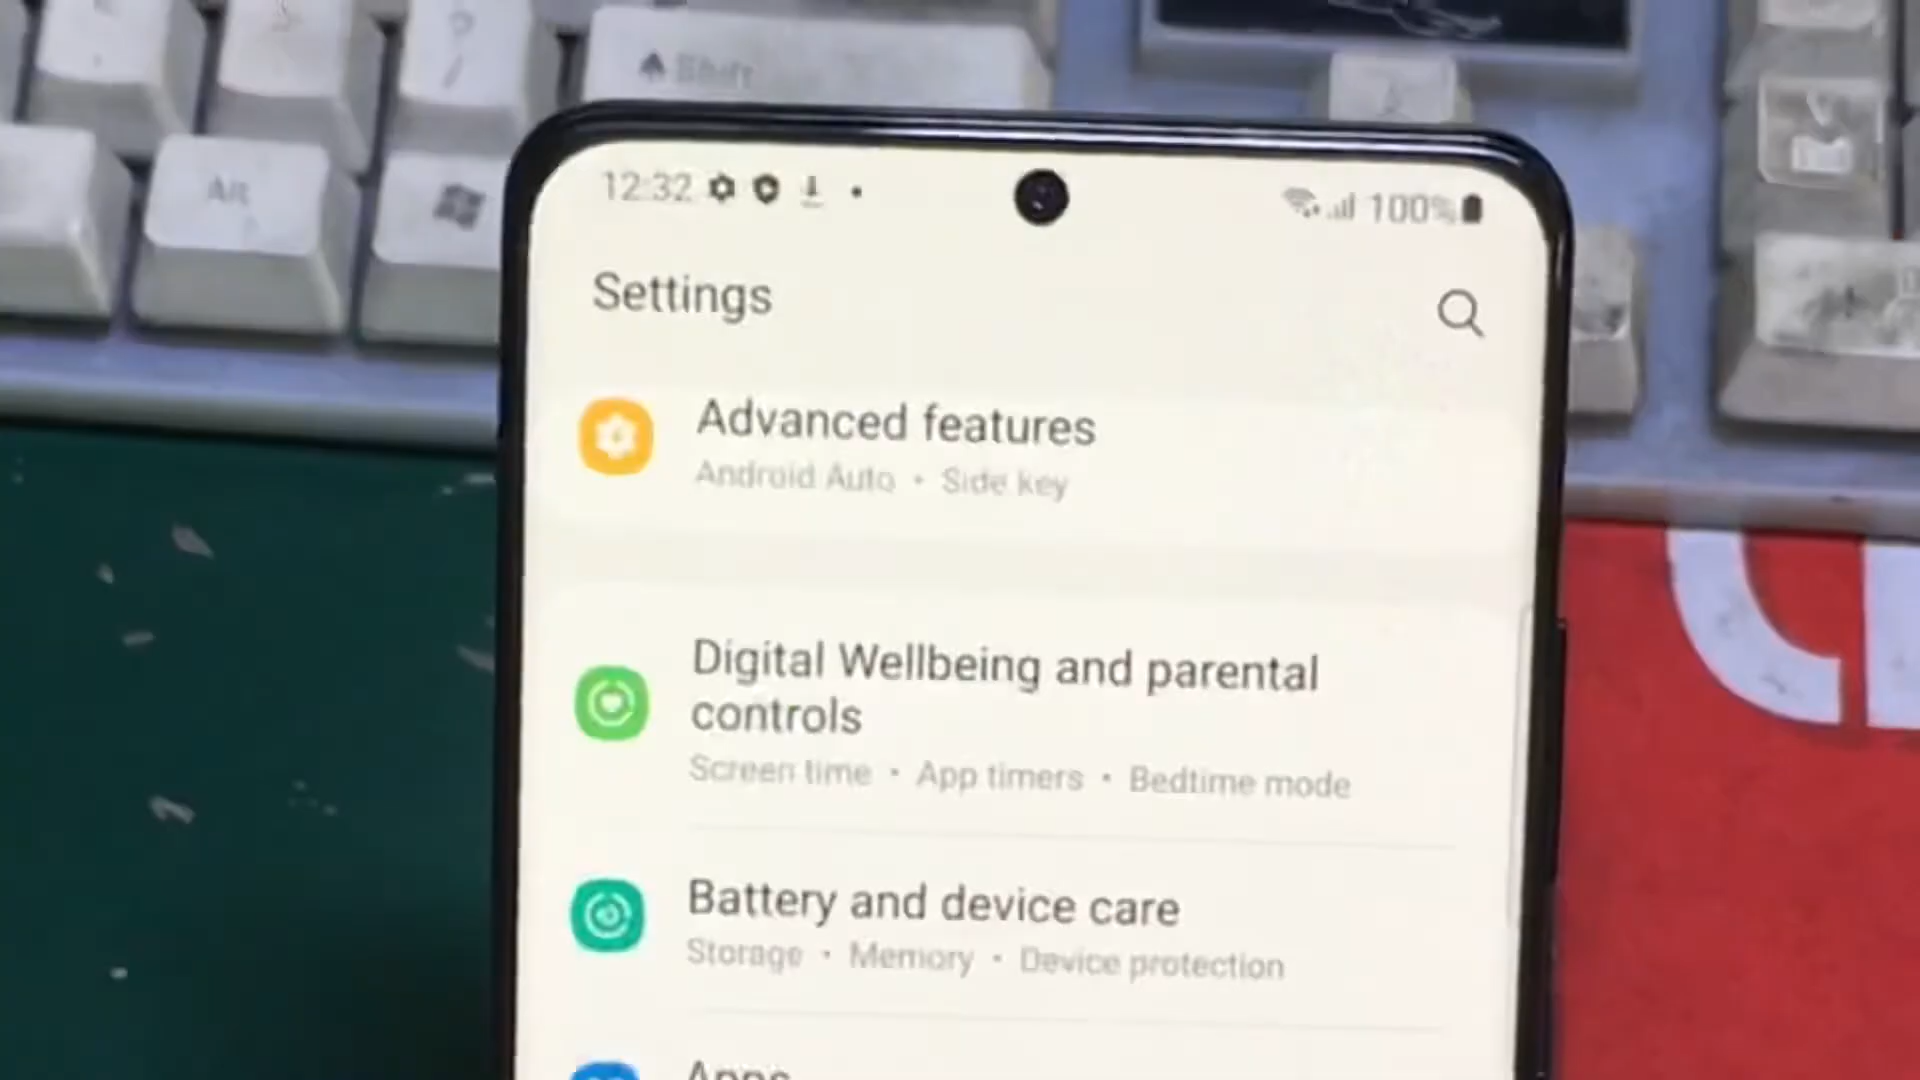 ?
/
Shift
Alt
12:32
100%
Settings
Advanced features
Android Auto • Side key
Digital Wellbeing and parental
controls
Screen time • App timers • Bedtime mode
Battery and device care
Storage • Memory • Device protection
Apps